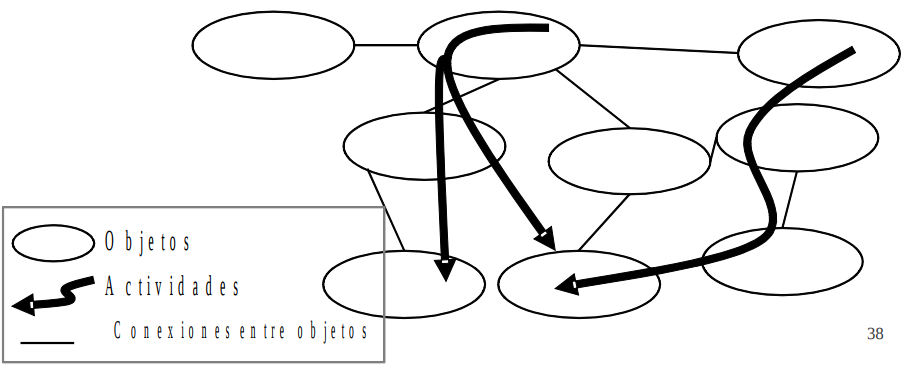 Objetos
Actividades
Conexiones entre objetos
38